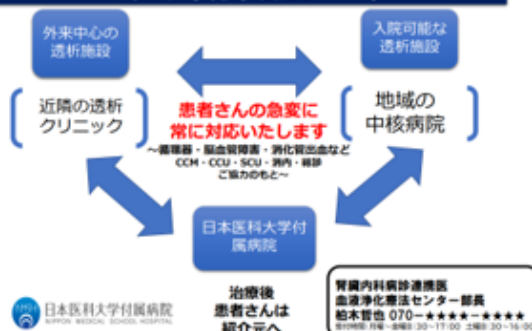 外来中心の
透析施設
入院可能な
透析施設
近隣の透析
クリニック
地域の
中核病院
患者さんの急変に
常に対応いたします
～循環器・脳血管障害・消化管出血など
CCM・CCU・SCU・消内・総診
ご協力のもと～
日本医科大学付
属病院
治療後
患者さんは
紹介元へ
日本医科大学付属病院
NIPPON MEDICAL SCHOOL HOSPITAL
腎臓内科病診連携医
血液浄化療法センター部長
柏木哲也 070-★★★★-★★★★